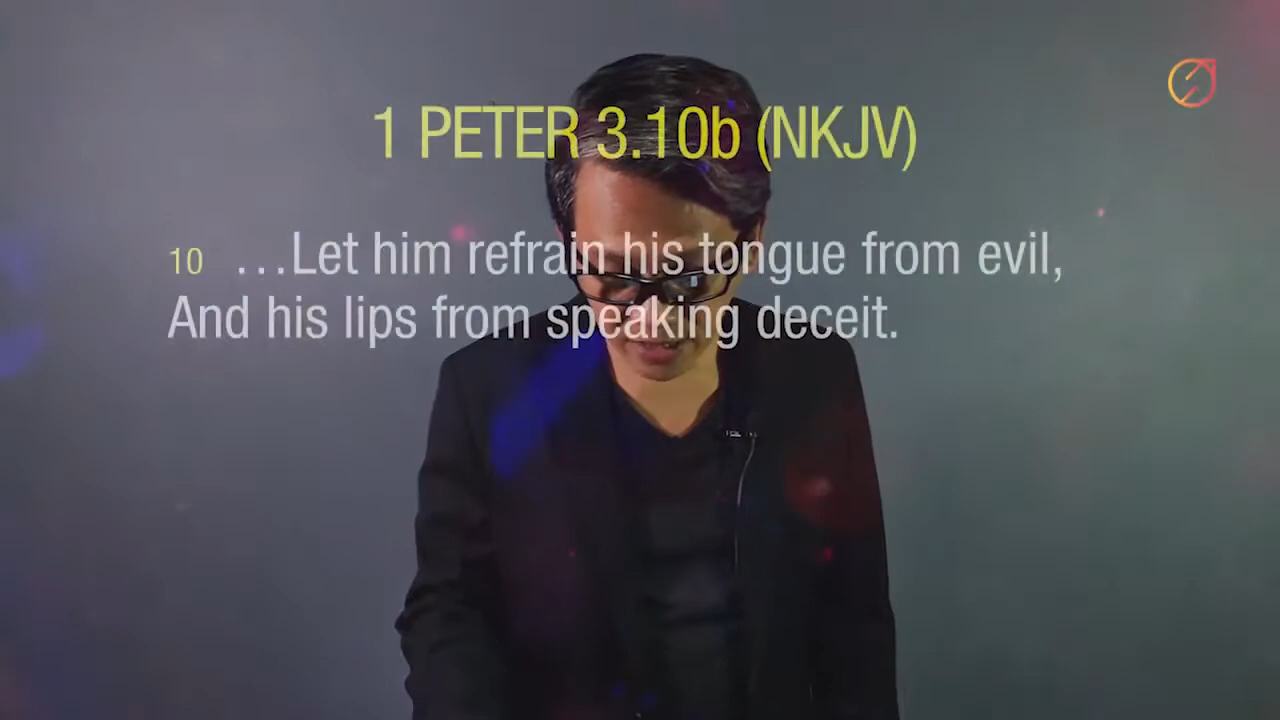 1 PETER 3.10b (NKJV)
10 …Let him refrain his tongue from evil,
And his lips from speaking deceit.